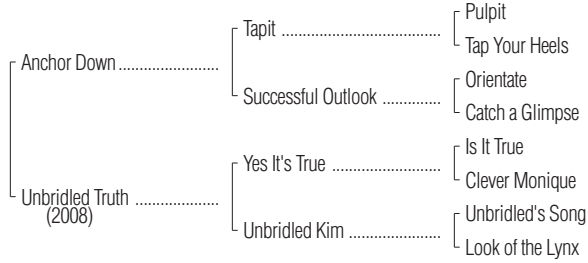 Pulpit
Tapit ..............................
Tap Your Heels
Anchor Down ......................
Orientate
Successful Outlook .............
Catch a Glimpse
Is It True
Yes It's True ........................
Clever Monique
Unbridled Truth ...................
(2008)
Unbridled's Song
Unbridled Kim .....................
Look of the Lynx